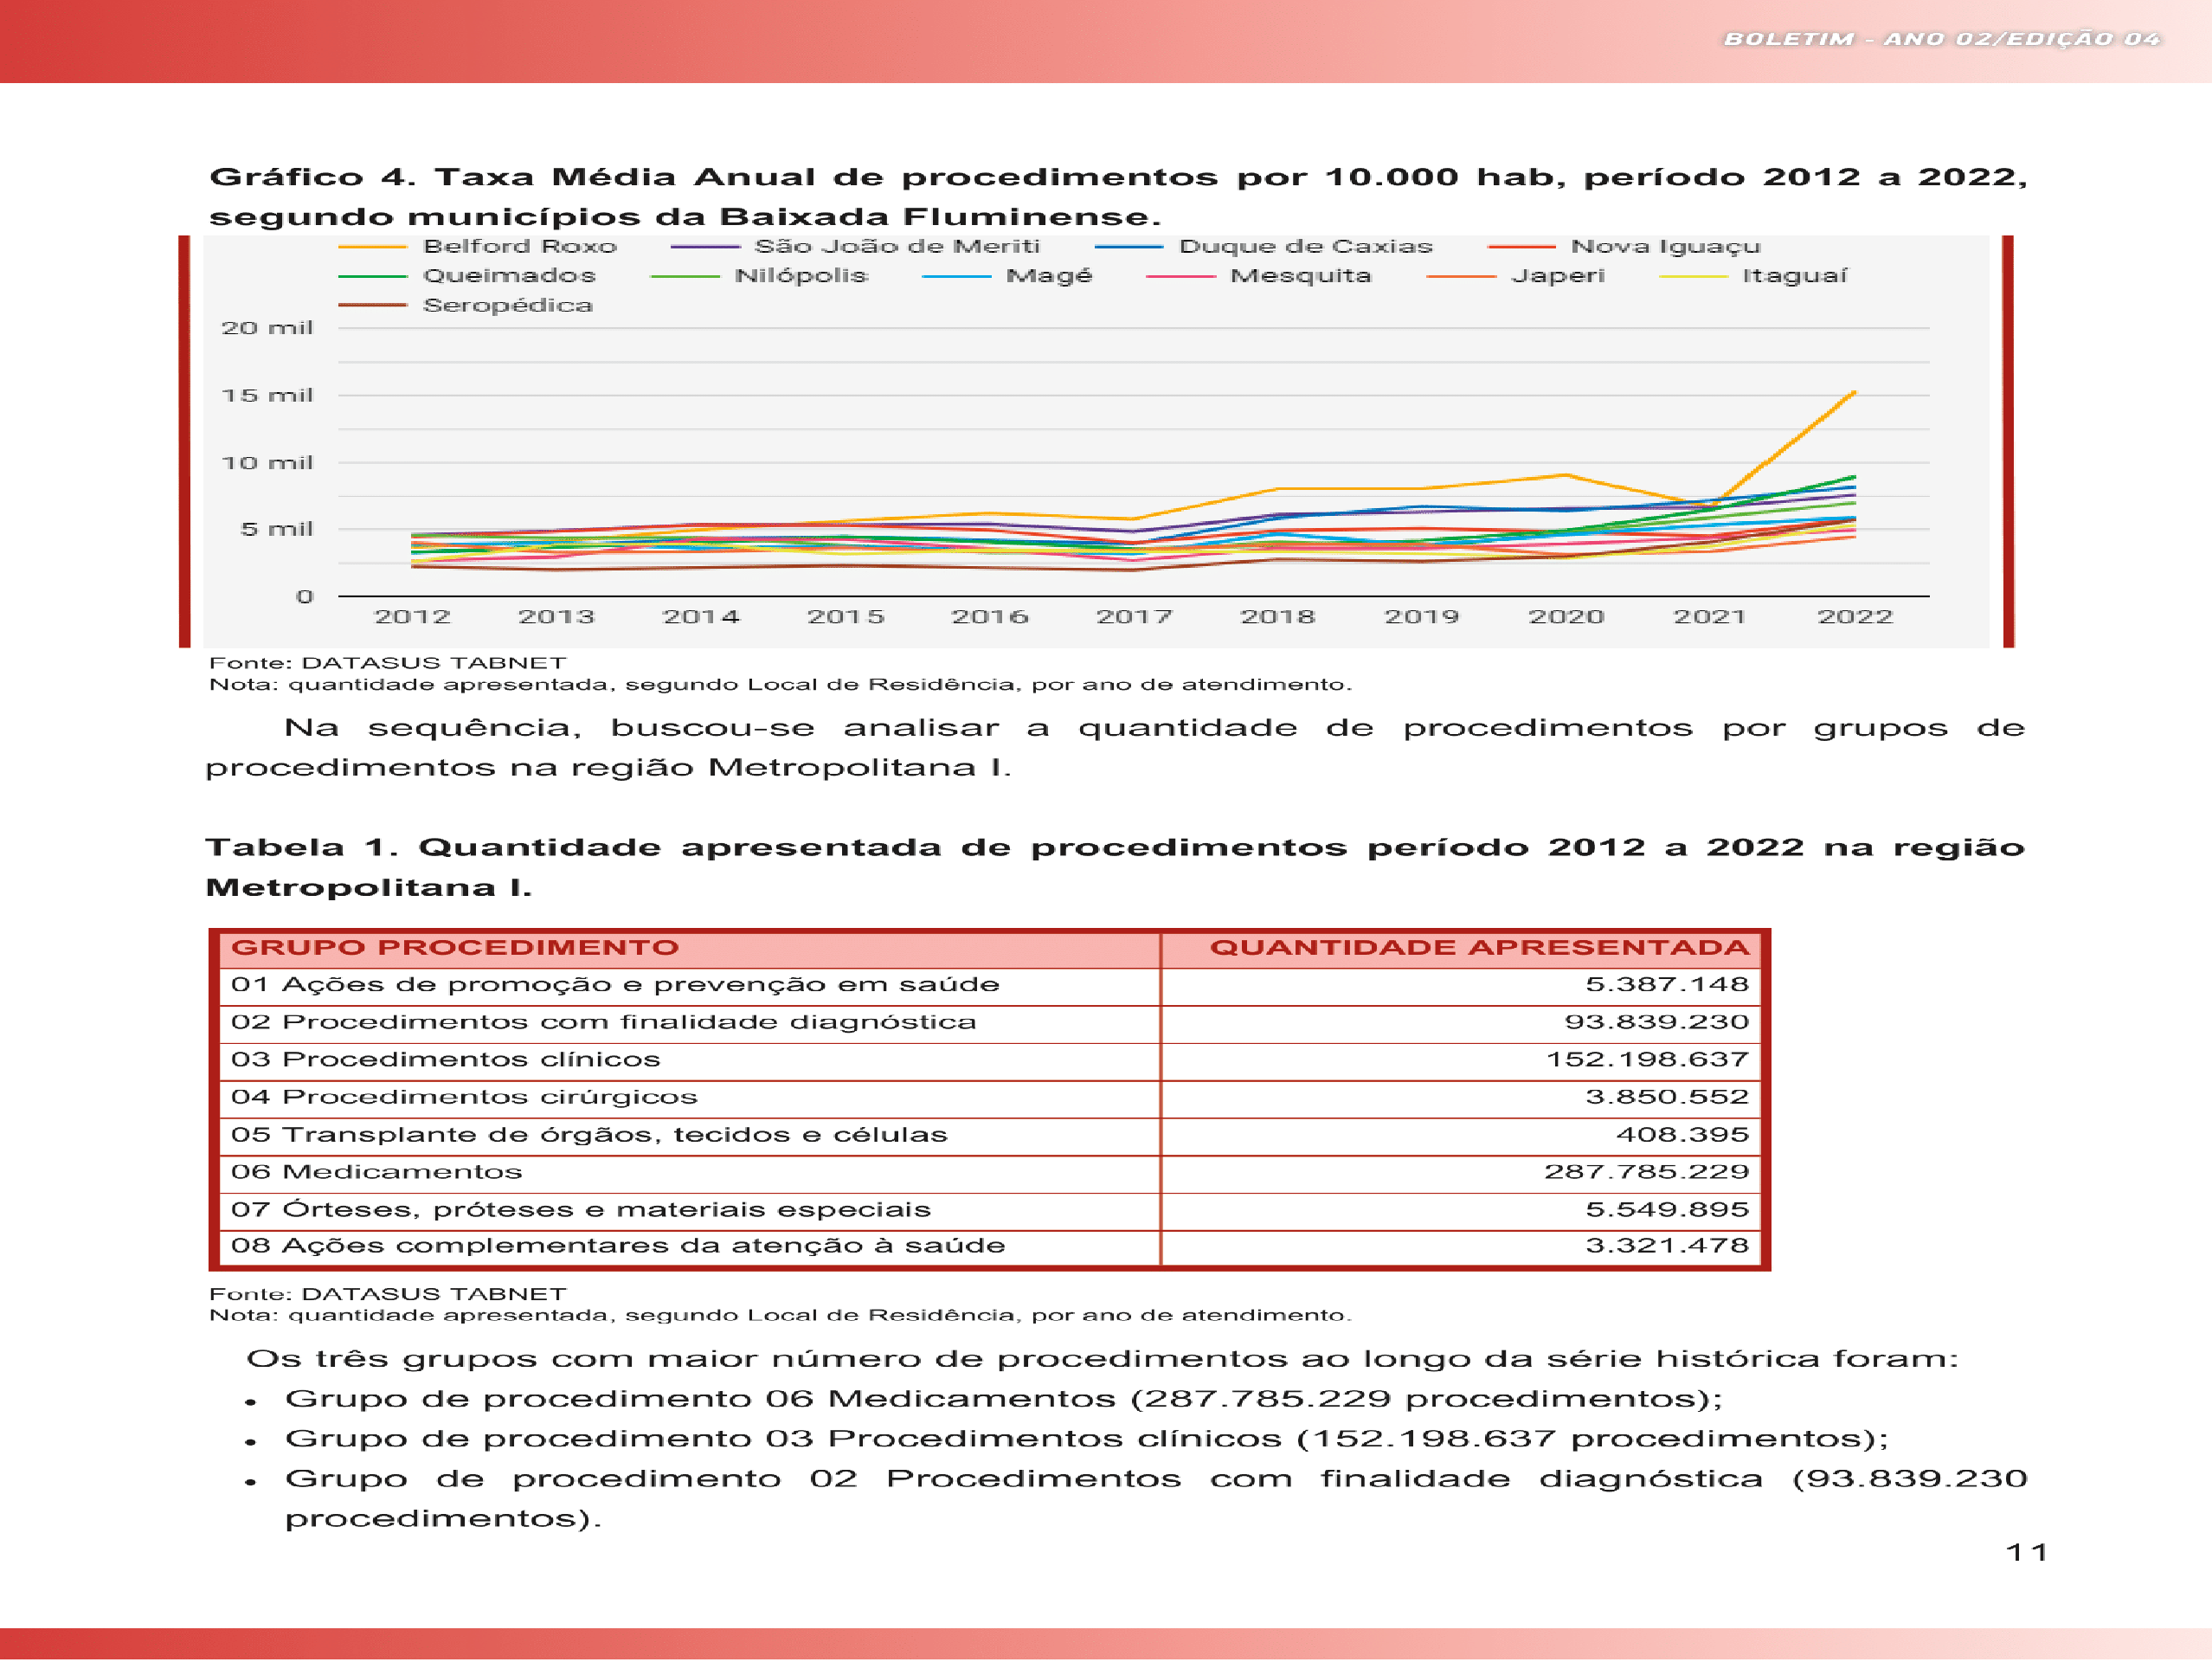 BOLETIM - ANO 02/EDIÇÃO 04
Gráfico 4. Taxa Média Anual de procedimentos por 10.000 hab, período 2012 a 2022,
segundo municípios da Baixada Fluminense.
Belford Roxo São João de Meriti Duque de Caxias Nova Iguaçu
Queimados Nilópolis Magé Mesquita Japeri Itaguaí
Seropédica
20 mil
15 mil
10 mil
5 mil
0
2012 2013 2014 2015 2016 2017 2018 2019 2020 2021 2022
Fonte: DATASUS TABNET
Nota: quantidade apresentada, segundo Local de Residência, por ano de atendimento.
Na sequência, buscou-se analisar a quantidade de procedimentos por grupos de
procedimentos na região Metropolitana I.
Tabela 1. Quantidade apresentada de procedimentos período 2012 a 2022 na região
Metropolitana I.
GRUPO PROCEDIMENTO QUANTIDADE APRESENTADA
01 Ações de promoção e prevenção em saúde 5.387.148
02 Procedimentos com finalidade diagnóstica 93.839.230
03 Procedimentos clínicos 152.198.637
04 Procedimentos cirúrgicos 3.850.552
05 Transplante de órgãos, tecidos e células 408.395
06 Medicamentos 287.785.229
07 Órteses, próteses e materiais especiais 5.549.895
08 Ações complementares da atenção à saúde 3.321.478
Fonte: DATASUS TABNET
Nota: quantidade apresentada, segundo Local de Residência, por ano de atendimento.
Os três grupos com maior número de procedimentos ao longo da série histórica foram:
• Grupo de procedimento 06 Medicamentos (287.785.229 procedimentos);
• Grupo de procedimento 03 Procedimentos clínicos (152.198.637 procedimentos);
• Grupo de procedimento 02 Procedimentos com finalidade diagnóstica (93.839.230
procedimentos).
11